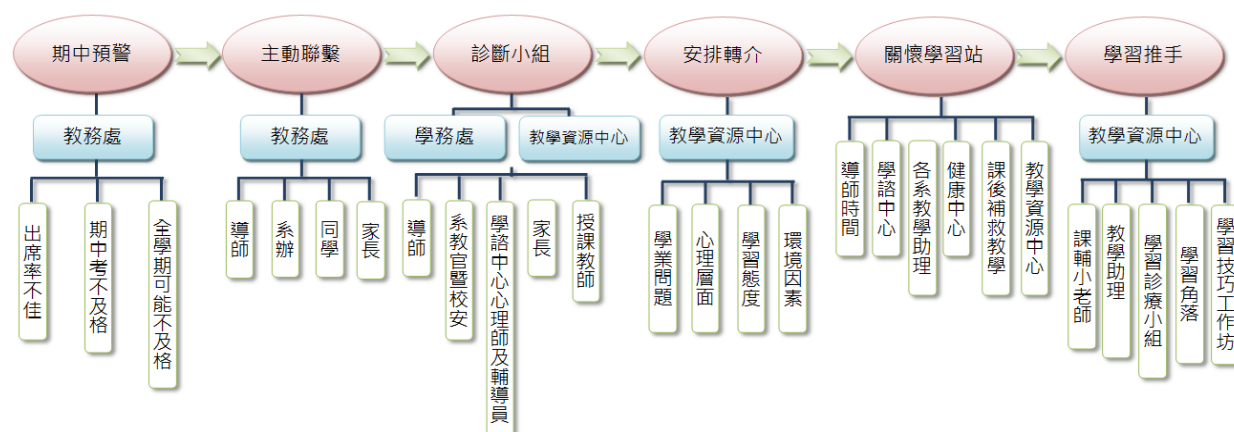 期中預警
主動聯繫
診斷小組
安排轉介
關懷學習站
學習推手
教務處
教務處
學務處
教學資源中心
教學資源中心
教學資源中心
出席率不佳
期中考不及格
全學期可能不及格
導師
系辦
同學
家長
導師
系教官暨校安
學諮中心心理師及輔導員
家長
授課教師
學業問題
心理層面
學習態度
環境因素
導師時間
學諮中心
各系教學助理
健康中心
課後補救教學
教學資源中心
課輔小老師
教學助理
學習診療小組
學習角落
學習技巧工作坊